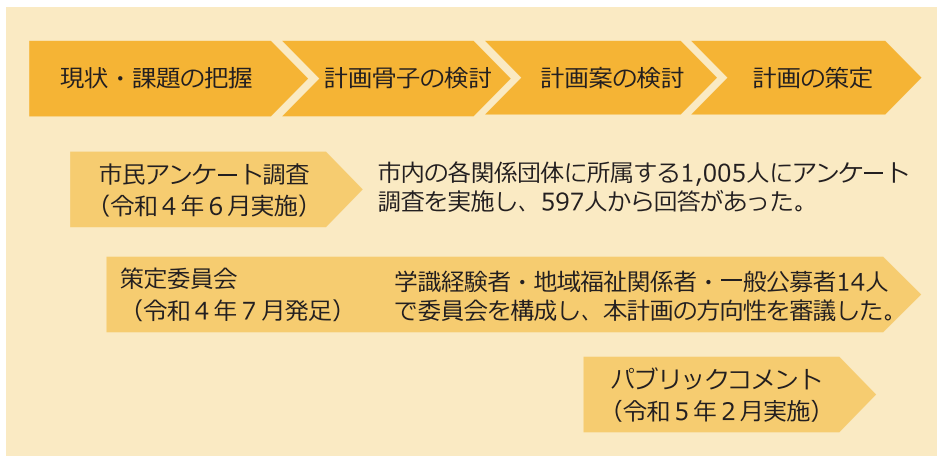 現状・課題の把握
計画骨子の検討
計画案の検討
計画の策定
市民アンケート調査
（令和４年６月実施）
市内の各関係団体に所属する1,005人にアンケート
調査を実施し、597人から回答があった。
策定委員会
（令和４年７月発足）
学識経験者・地域福祉関係者・一般公募者14人
で委員会を構成し、本計画の方向性を審議した。
パブリックコメント
（令和５年２月実施）